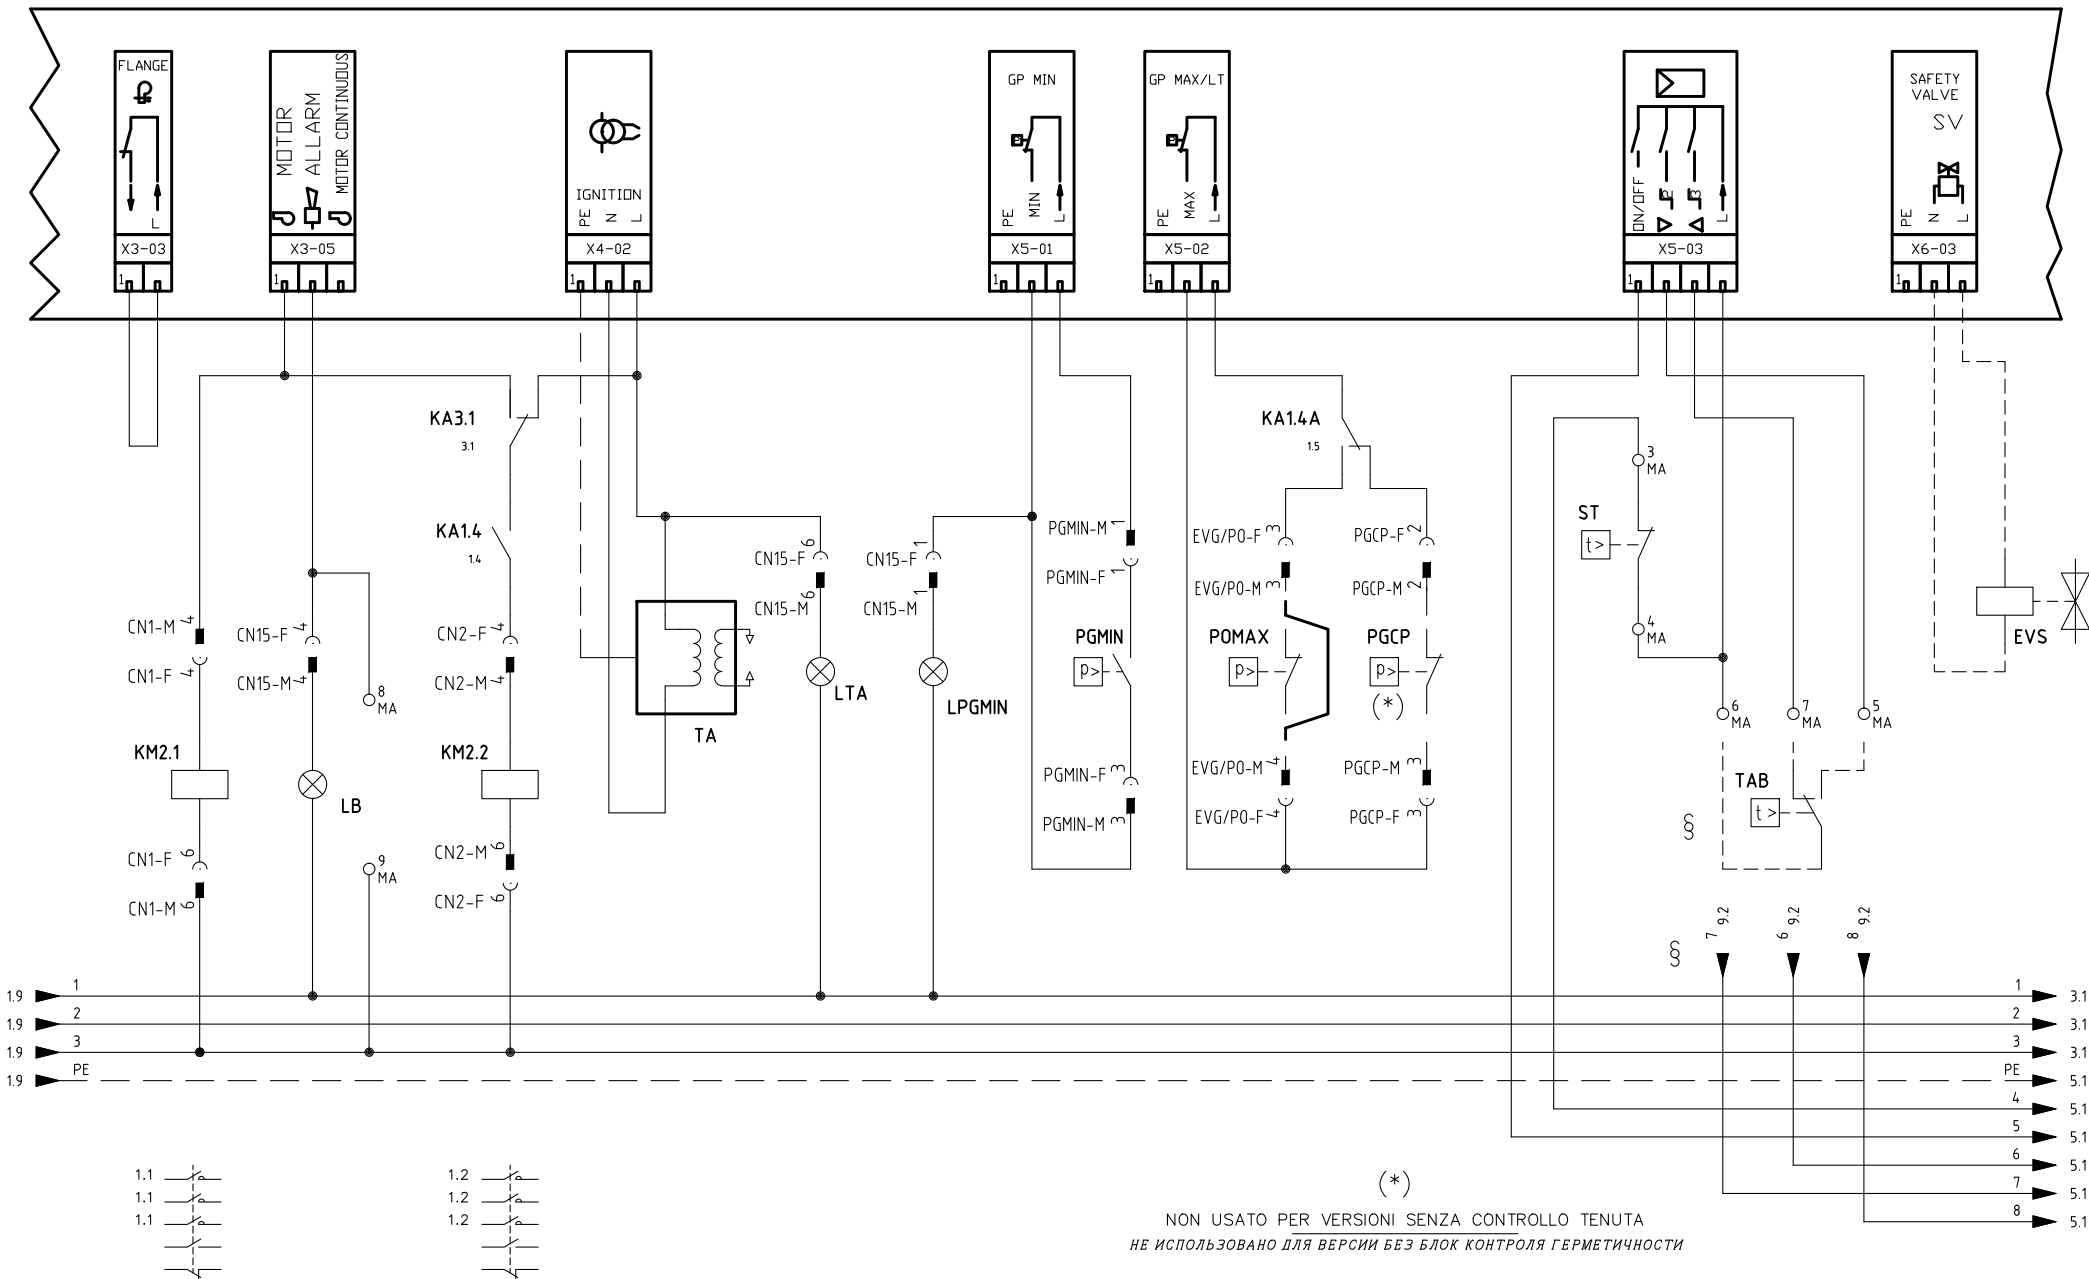 FLANGE
L
X3-03
1
MOTOR
ALLARM
MOTOR CONTINUOUS
X3-05
1
IGNITION
PE
N
L
X4-02
1
GP MIN
PE
MIN
L
X5-01
1
GP MAX/LT
PE
MAX
L
X5-02
1
ON/OFF
2
3
L
X5-03
1
SAFETY
VALVE
SV
PE
N
L
X6-03
1
KA3.1
3.1
KA1.4
1.4
KA1.4A
1.5
3
MA
ST
t>
4
MA
CN1-M 4
CN1-F 4
CN15-F 4
CN15-M 4
8
MA
CN2-F 4
CN2-M 4
CN15-F 6
CN15-M 6
CN15-F 1
CN15-M 1
PGMIN-M 1
PGMIN-F 1
EVG/PO-F 3
EVG/PO-M 3
PGCP-F 2
PGCP-M 2
PGMIN
p>
POMAX
p>
PGCP
p>
(*)
EVS
TA
LTA
LPGMIN
6
MA
7
MA
5
MA
KM2.1
LB
KM2.2
PGMIN-F 3
PGMIN-M 3
EVG/PO-M 4
EVG/PO-F 4
PGCP-M 3
PGCP-F 3
TAB
t>
§
CN1-F 6
CN1-M 6
9
MA
CN2-M 6
CN2-F 6
§
7 9.2
6 9.2
8 9.2
1.9 1 1 3.1
1.9 2 2 3.1
1.9 3 3 3.1
1.9 PE PE 5.1
4 5.1
5 5.1
6 5.1
7 5.1
8 5.1
1.1
1.1
1.1
1.2
1.2
1.2
(*)
NON USATO PER VERSIONI SENZA CONTROLLO TENUTA
НЕ ИСПОЛЬЗОВАНО ДЛЯ ВЕРСИИ БЕЗ БЛОК КОНТРОЛЯ ГЕРМЕТИЧНОСТИ